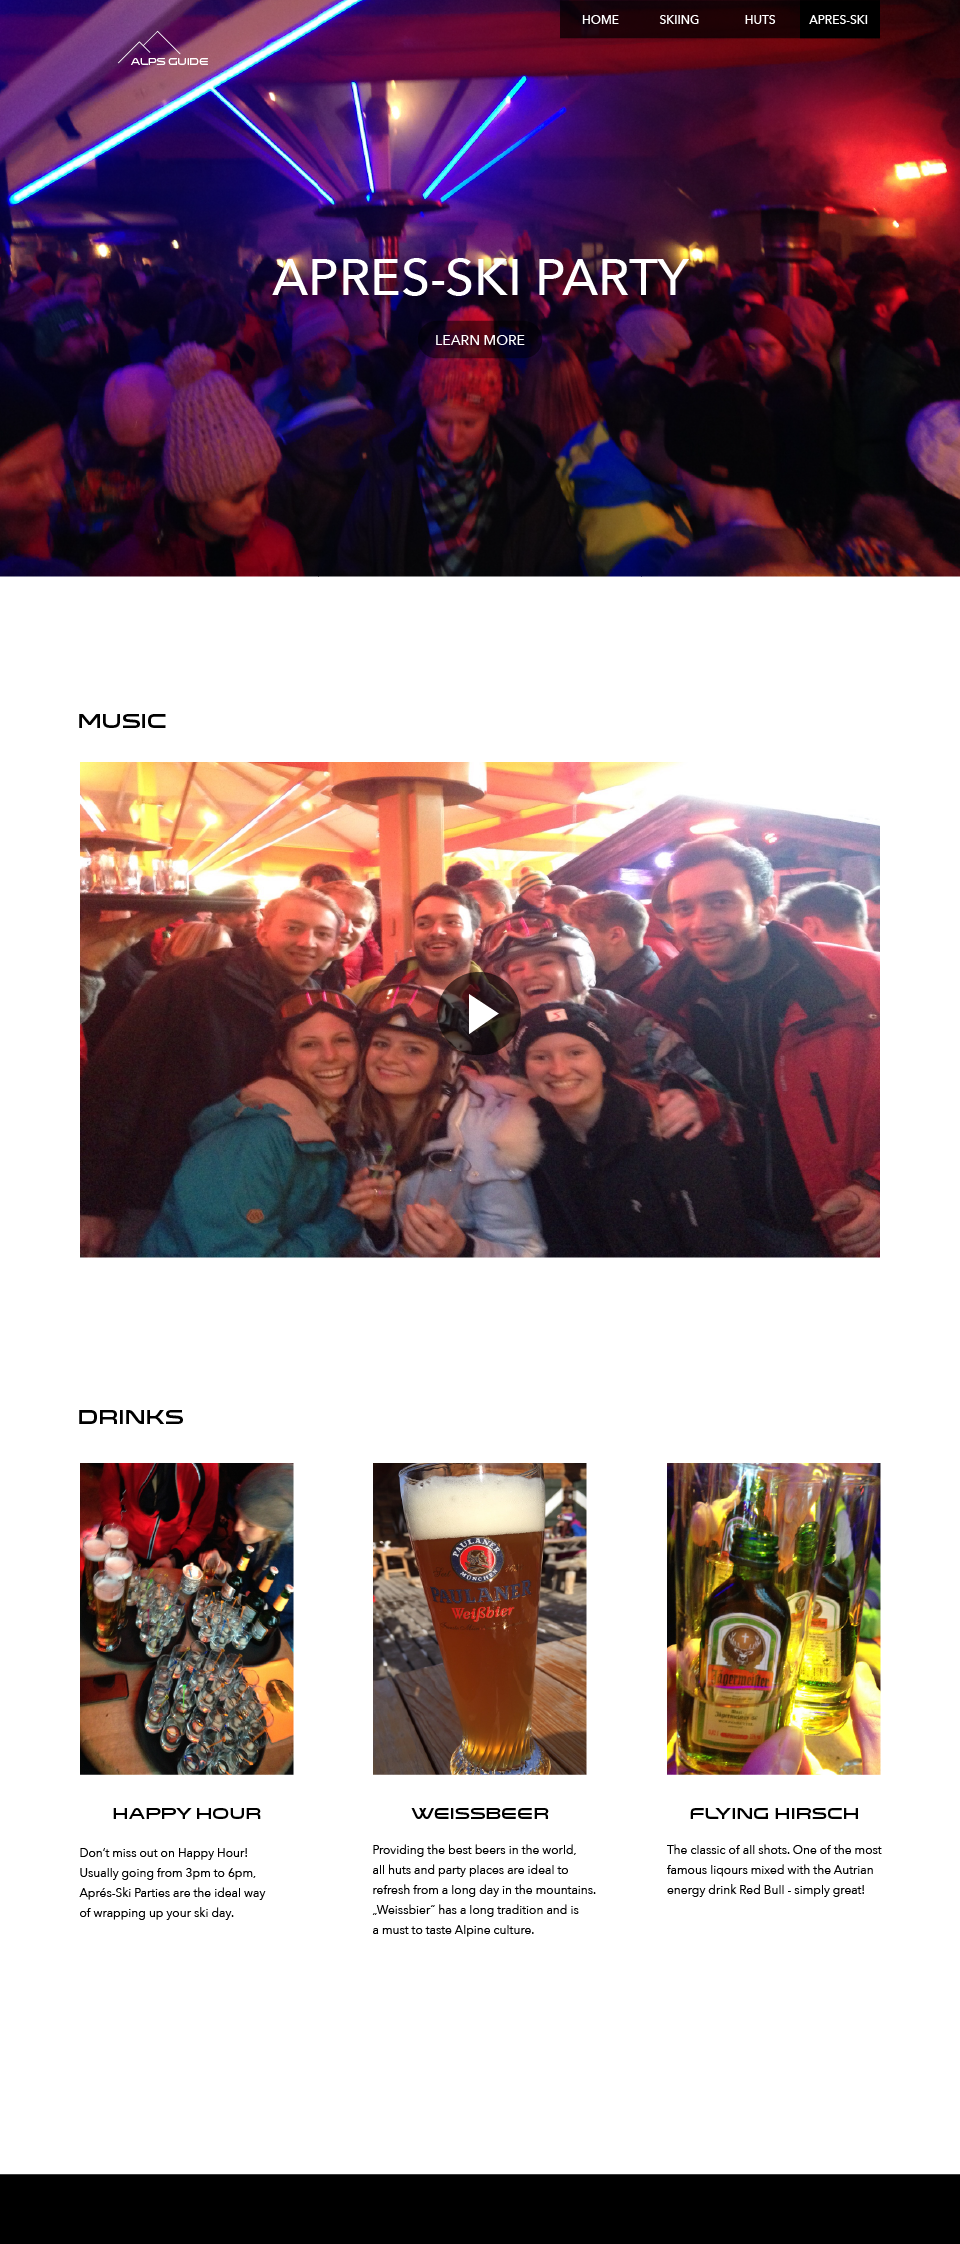 HOME SKIING HUTS APRES-SKI
ALPS GUIDE
APRES-SKI PARTY
LEARN MORE
MUSIC
DRINKS
PAULANER
MÜNCHEN
PAULANER
Weißbier
Jägermeister
HAPPY HOUR
Don't miss out on Happy Hour!
Usually going from 3pm to 6pm,
Aprés-Ski Parties are the ideal way
of wrapping up your ski day.
WEISSBEER
Providing the best beers in the world,
all huts and party places are ideal to
refresh from a long day in the mountains.
„Weissbier“ has a long tradition and is
a must to taste Alpine culture.
FLYING HIRSCH
The classic of all shots. One of the most
famous liqours mixed with the Autrian
energy drink Red Bull - simply great!